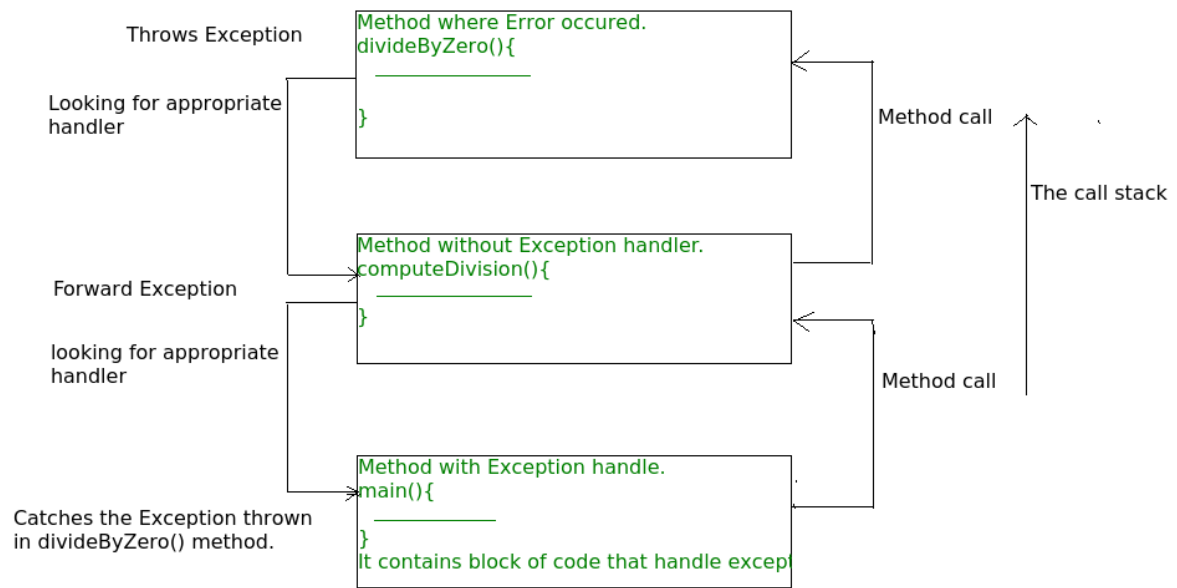 Throws Exception
Method where Error occured.
divideByZero(){
}
Looking for appropriate
handler
Method call
The call stack
Method without Exception handler.
computeDivision(){
}
Forward Exception
looking for appropriate
handler
Method call
Method with Exception handle.
main(){
}
It contains block of code that handle except
Catches the Exception thrown
in divideByZero() method.